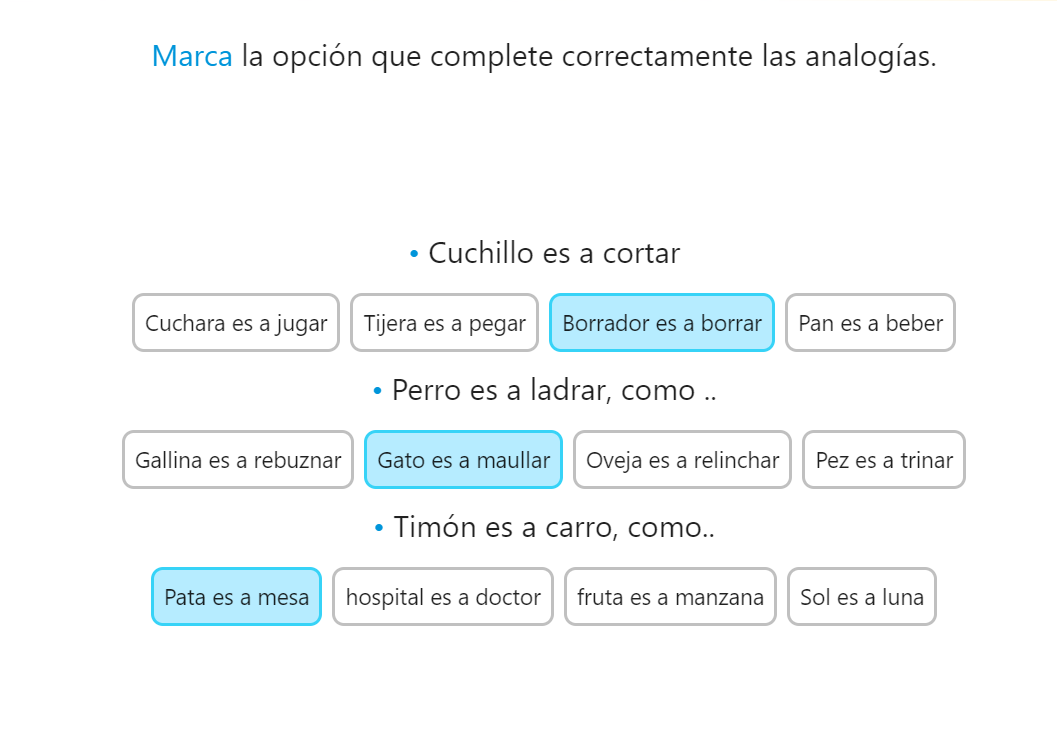 Marca la opción que complete correctamente las analogías.
• Cuchillo es a cortar
Cuchara es a jugar Tijera es a pegar Borrador es a borrar Pan es a beber
• Perro es a ladrar, como ..
Gallina es a rebuznar Gato es a maullar Oveja es a relinchar Pez es a trinar
• Timón es a carro, como..
Pata es a mesa hospital es a doctor fruta es a manzana Sol es a luna